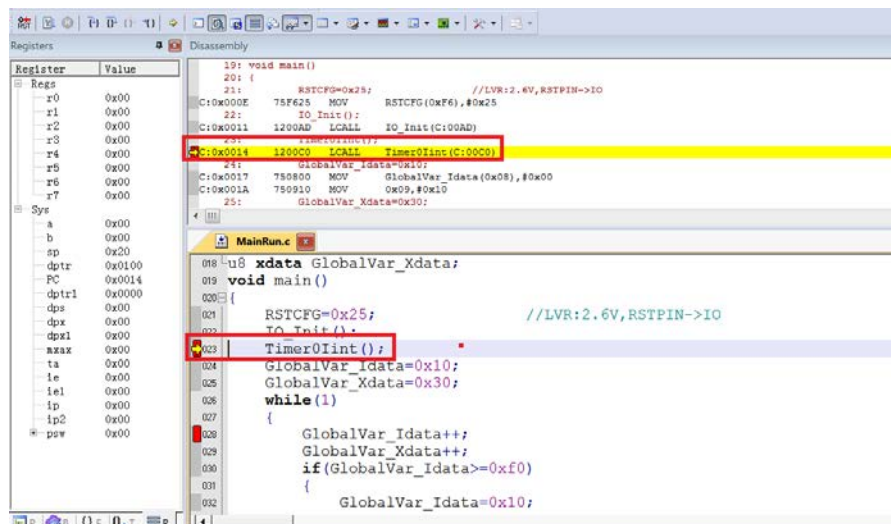 Registers
Register Value
Regs
r0 0x00
r1 0x00
r2 0x00
r3 0x00
r4 0x00
r5 0x00
r6 0x00
r7 0x00
Sys
a 0x00
b 0x00
sp 0x20
dptr 0x0100
PC 0x0014
dptr1 0x0000
dps 0x00
dpx 0x00
dpx1 0x00
mxax 0x00
ta 0x00
ie 0x00
ie1 0x00
ip 0x00
ip2 0x00
psw 0x00
Disassembly
19: void main()
20: {
21: RSTCFG=0x25; //LVR:2.6V,RSTPIN->IO
C:0x000E 75F625 MOV RSTCFG(0xF6),#0x25
22: IO_Init();
C:0x0011 1200AD LCALL IO_Init(C:00AD)
23: Timer0Iint();
C:0x0014 1200C0 LCALL Timer0Iint(C:00C0)
24: GlobalVar_Idata=0x10;
C:0x0017 750800 MOV GlobalVar_Idata(0x08),#0x00
C:0x001A 750910 MOV 0x09,#0x10
25: GlobalVar_Xdata=0x30;
MainRun.c
018 u8 xdata GlobalVar_Xdata;
019 void main()
020 {
021 RSTCFG=0x25; //LVR:2.6V,RSTPIN->IO
022 IO_Init();
023 Timer0Iint();
024 GlobalVar_Idata=0x10;
025 GlobalVar_Xdata=0x30;
026 while(1)
027 {
028 GlobalVar_Idata++;
029 GlobalVar_Xdata++;
030 if(GlobalVar_Idata>=0xf0)
031 {
032 GlobalVar_Idata=0x10;